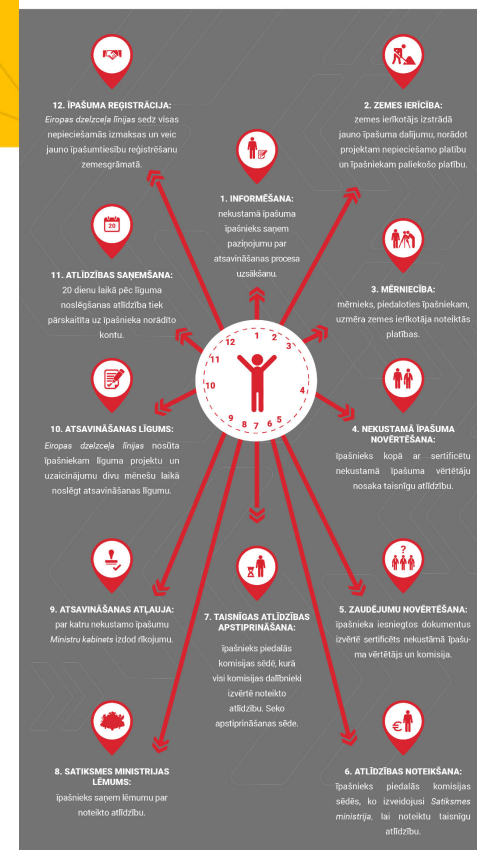 1. INFORMĒŠANA:
nekustamā īpašuma
īpašnieks saņem
paziņojumu par
atsavināšanas procesa
uzsākšanu.
2. ZEMES IERĪCĪBA:
zemes ierīkotājs izstrādā
jauno īpašuma dalījumu, norādot
projektam nepieciešamo platību
un īpašniekam paliekošo platību.
3. MĒRNIECĪBA:
mērnieks, piedaloties īpašniekam,
uzmēra zemes ierīkotāja noteiktās
platības.
4. NEKUSTAMĀ ĪPAŠUMA
NOVĒRTĒŠANA:
īpašnieks kopā ar sertificētu
nekustamā īpašuma vērtētāju
nosaka taisnīgu atlīdzību.
5. ZAUDĒJUMU NOVĒRTĒŠANA:
īpašnieka iesniegtos dokumentus
izvērtē sertificēts nekustamā īpašu-
ma vērtētājs un komisija.
6. ATLĪDZĪBAS NOTEIKŠANA:
īpašnieks piedalās komisijas
sēdēs, ko izveidojusi Satiksmes
ministrija, lai noteiktu taisnīgu
atlīdzību.
7. TAISNĪGAS ATLĪDZĪBAS
APSTIPRINĀŠANA:
īpašnieks piedalās
komisijas sēdē, kurā
visi komisijas dalībnieki
izvērtē noteikto
atlīdzību. Seko
apstiprināšanas sēde.
8. SATIKSMES MINISTRIJAS
LĒMUMS:
īpašnieks saņem lēmumu par
noteikto atlīdzību.
9. ATSAVINĀŠANAS ATĻAUJA:
par katru nekustamo īpašumu
Ministru kabinets izdod rīkojumu.
10. ATSAVINĀŠANAS LĪGUMS:
Eiropas dzelzceļa līnijas nosūta
īpašniekam līguma projektu un
uzaicinājumu divu mēnešu laikā
noslēgt atsavināšanas līgumu.
20
11. ATLĪDZĪBAS SAŅEMŠANA:
20 dienu laikā pēc līguma
noslēgšanas atlīdzība tiek
pārskaitīta uz īpašnieka norādīto
kontu.
12. ĪPAŠUMA REĢISTRĀCIJA:
Eiropas dzelzceļa līnijas sedz visas
nepieciešamās izmaksas un veic
jauno īpašumtiesību reģistrēšanu
zemesgrāmatā.
1
2
3
4
5
6
7
8
9
10
11
12
?
€